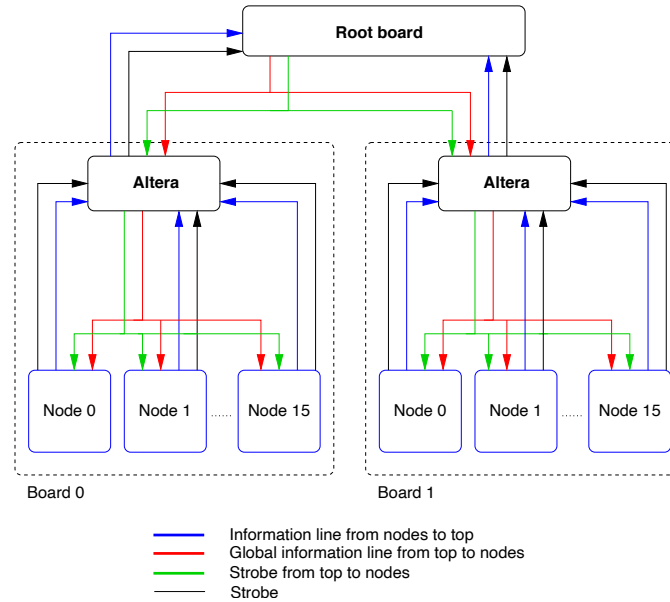 Root board
Altera
Altera
Node 0
Node 1
......
Node 15
Node 0
Node 1
......
Node 15
Board 0
Board 1
Information line from nodes to top
Global information line from top to nodes
Strobe from top to nodes
Strobe